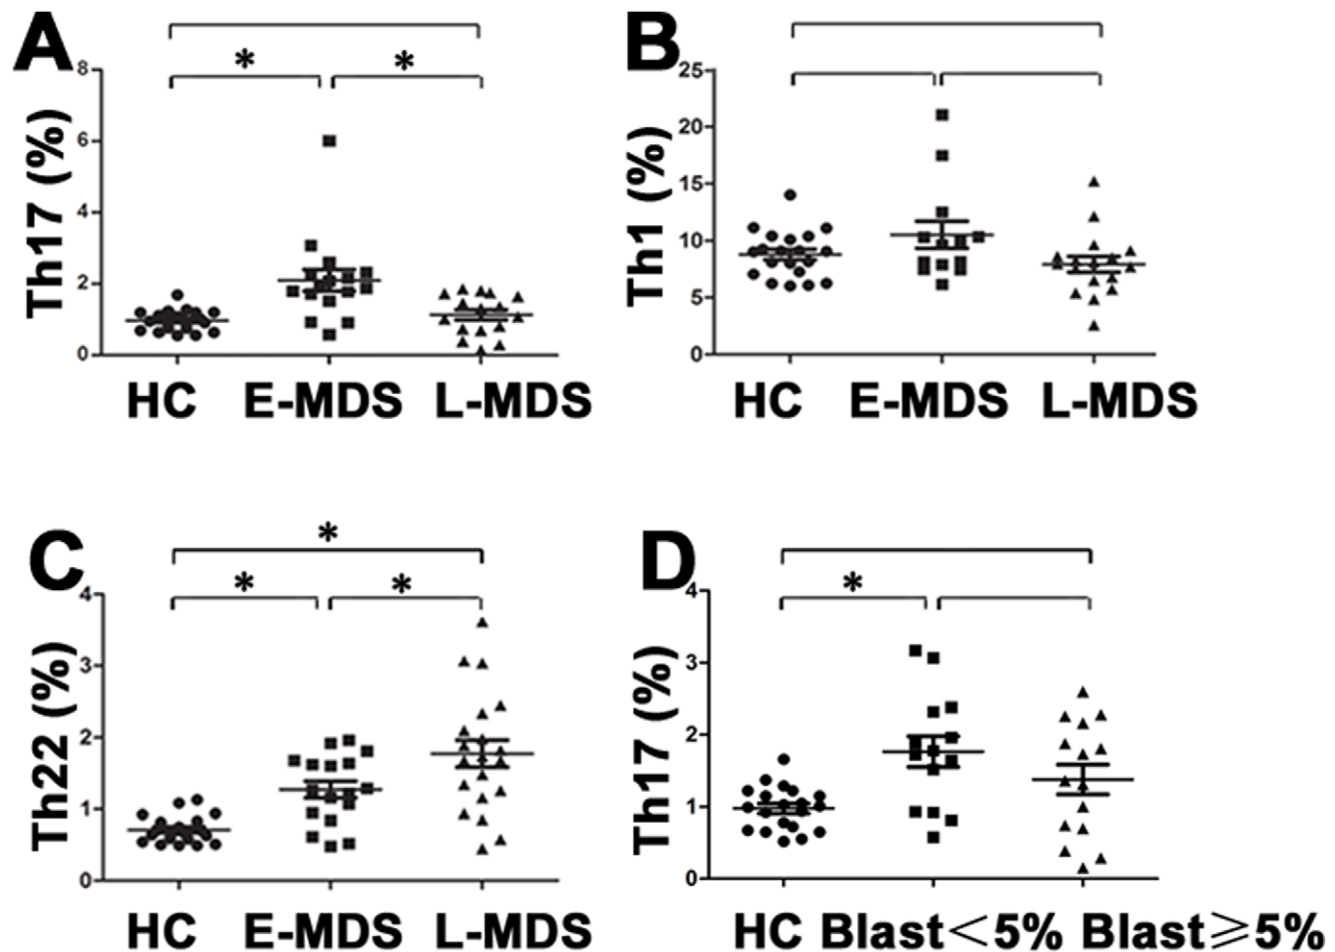 A
B
* *
8
6
4
2
0
Th17 (%)
HC E-MDS L-MDS
25
20
15
10
5
0
Th1 (%)
HC E-MDS L-MDS
C
D
*
* *
4
3
2
1
0
Th22 (%)
HC E-MDS L-MDS
*
4
3
2
1
0
Th17 (%)
HC Blast<5% Blast≥5%